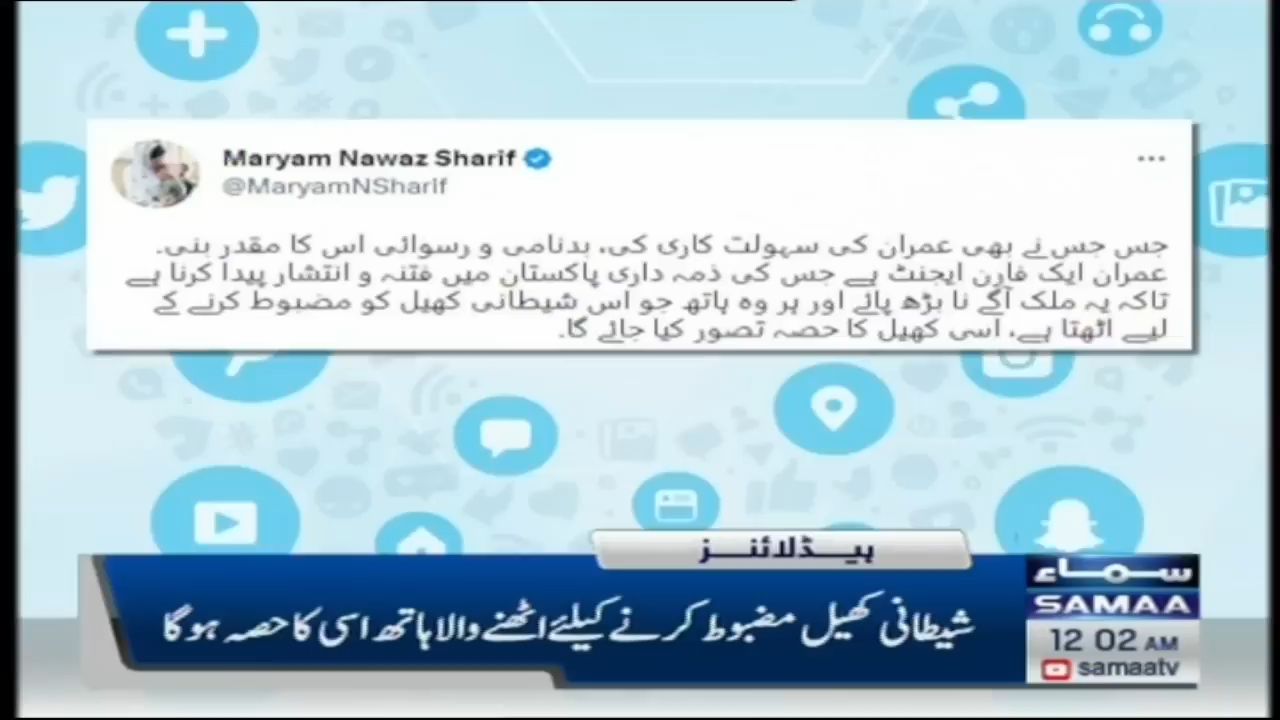 Maryam Nawaz Sharif
@MaryamNSharif
جس جس نے بھی عمران کی سہولت کاری کی، بدنامی و رسوائی اس کا مقدر بنی۔
عمران ایک فارن ایجنٹ ہے جس کی ذمہ داری پاکستان میں فتنہ و انتشار پیدا کرنا ہے
تاکہ یہ ملک آگے نا بڑھ پائے اور ہر وہ ہاتھ جو اس شیطانی کھیل کو مضبوط کرنے کے
لیے اٹھتا ہے، اسی کھیل کا حصہ تصور کیا جائے گا۔
ہیڈلائنز
شیطانی کھیل مضبوط کرنے کیلئے اٹھنے والا ہاتھ اسی کا حصہ ہوگا
سماء
SAMAA
12 02 AM
samaatv